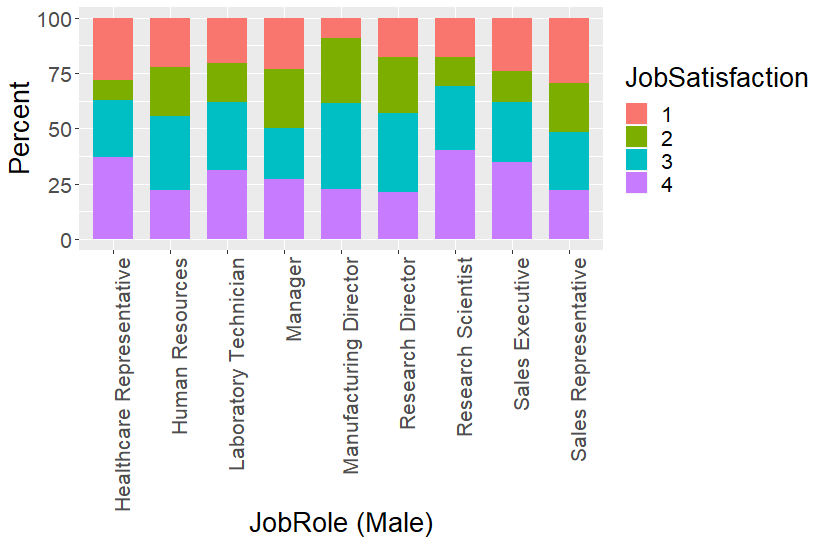 100
75
50
25
0
Percent
Healthcare Representative
Human Resources
Laboratory Technician
Manager
Manufacturing Director
Research Director
Research Scientist
Sales Executive
Sales Representative
JobRole (Male)
JobSatisfaction
1
2
3
4